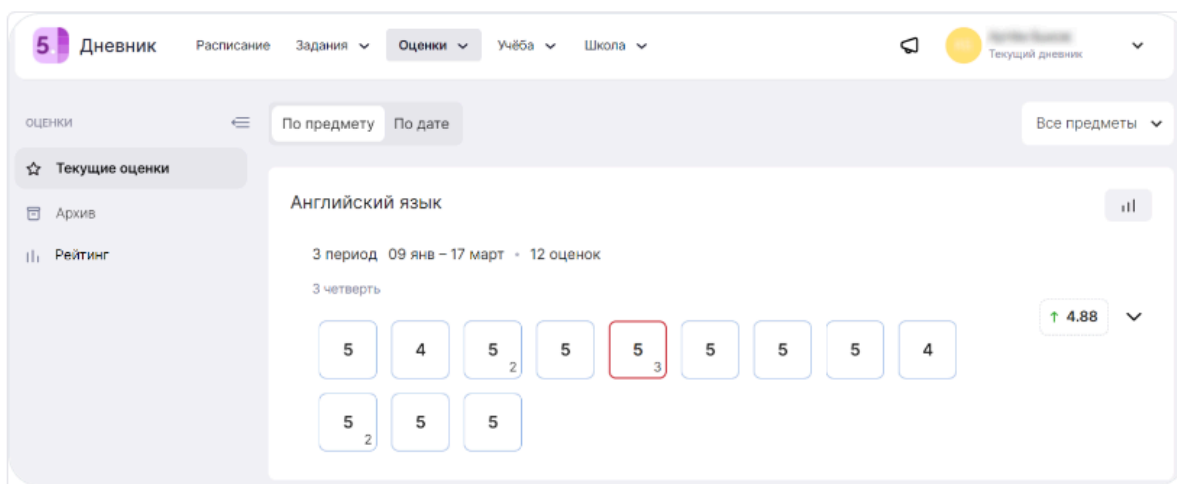 5. Дневник Расписание Задания Оценки Учёба Школа
Текущий дневник
ОЦЕНКИ По предмету По дате Все предметы
Текущие оценки
Архив
Рейтинг
Английский язык
3 период 09 янв – 17 март • 12 оценок
3 четверть
↑ 4.88
5 4 5 2 5 5 3 5 5 5 4
5 2 5 5